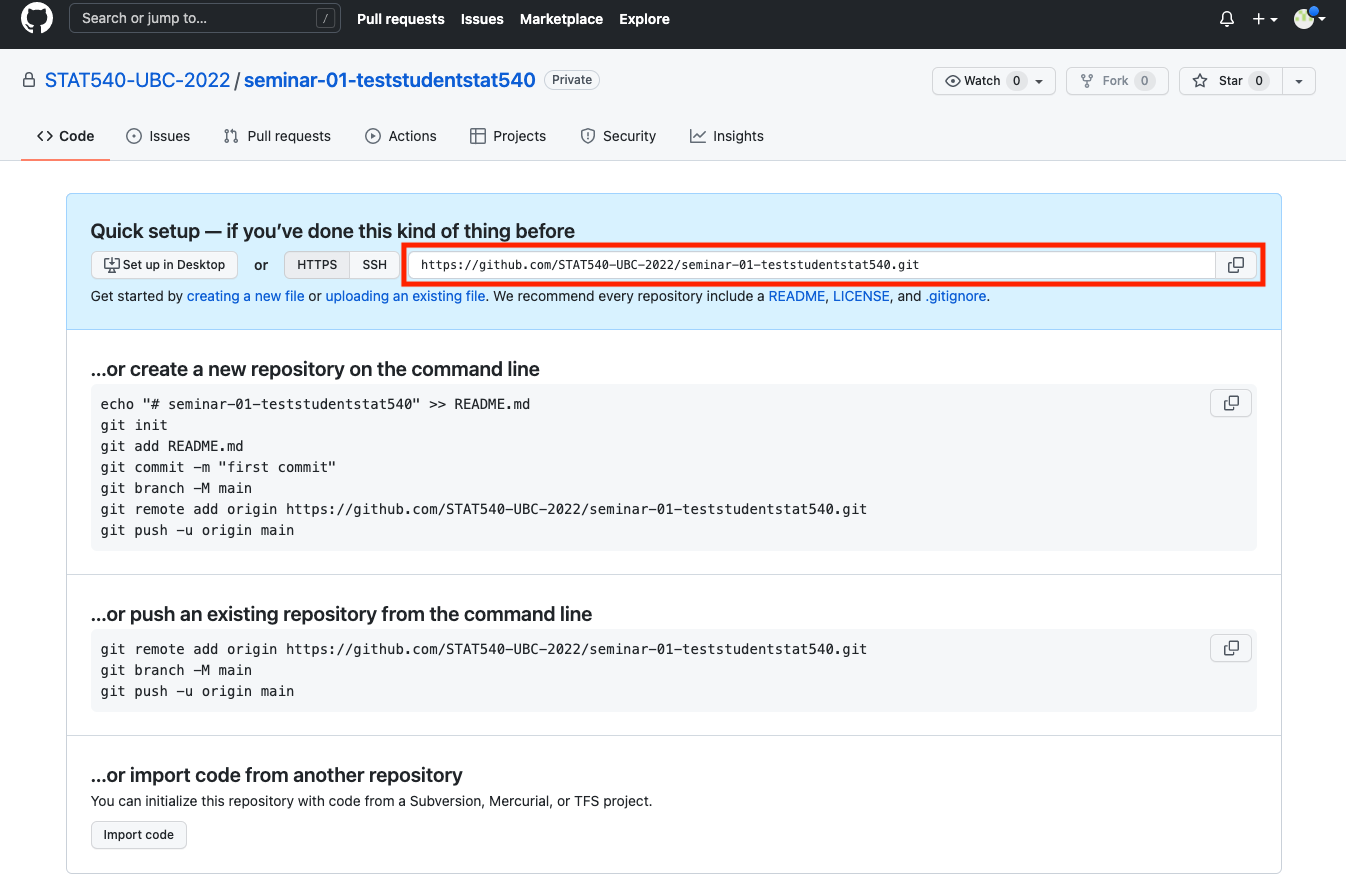 Search or jump to... /
Pull requests Issues Marketplace Explore
STAT540-UBC-2022 / seminar-01-teststudentstat540 Private
Watch 0 Fork 0 Star 0
Code Issues Pull requests Actions Projects Security Insights
Quick setup — if you’ve done this kind of thing before
Set up in Desktop or HTTPS SSH https://github.com/STAT540-UBC-2022/seminar-01-teststudentstat540.git
Get started by creating a new file or uploading an existing file. We recommend every repository include a README, LICENSE, and .gitignore.
…or create a new repository on the command line
echo "# seminar-01-teststudentstat540" >> README.md
git init
git add README.md
git commit -m "first commit"
git branch -M main
git remote add origin https://github.com/STAT540-UBC-2022/seminar-01-teststudentstat540.git
git push -u origin main
…or push an existing repository from the command line
git remote add origin https://github.com/STAT540-UBC-2022/seminar-01-teststudentstat540.git
git branch -M main
git push -u origin main
…or import code from another repository
You can initialize this repository with code from a Subversion, Mercurial, or TFS project.
Import code